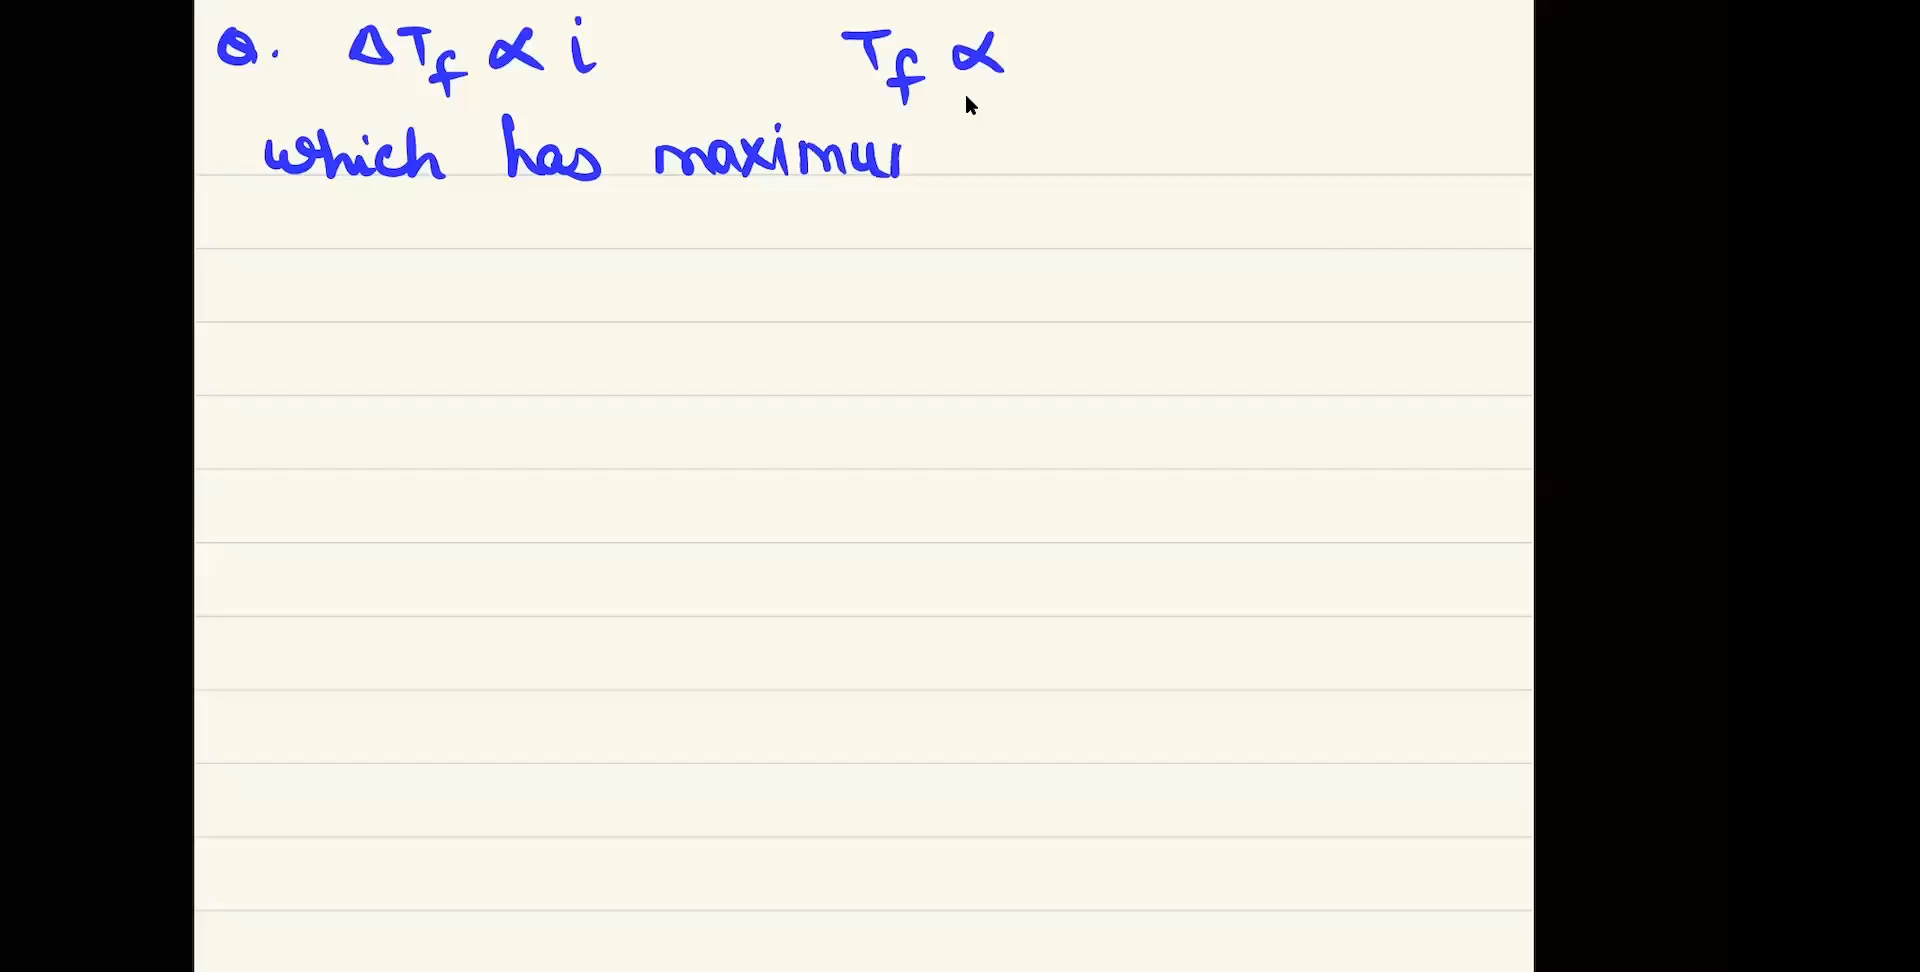 Q. ΔTf ∝ i Tf ∝
which has maximu